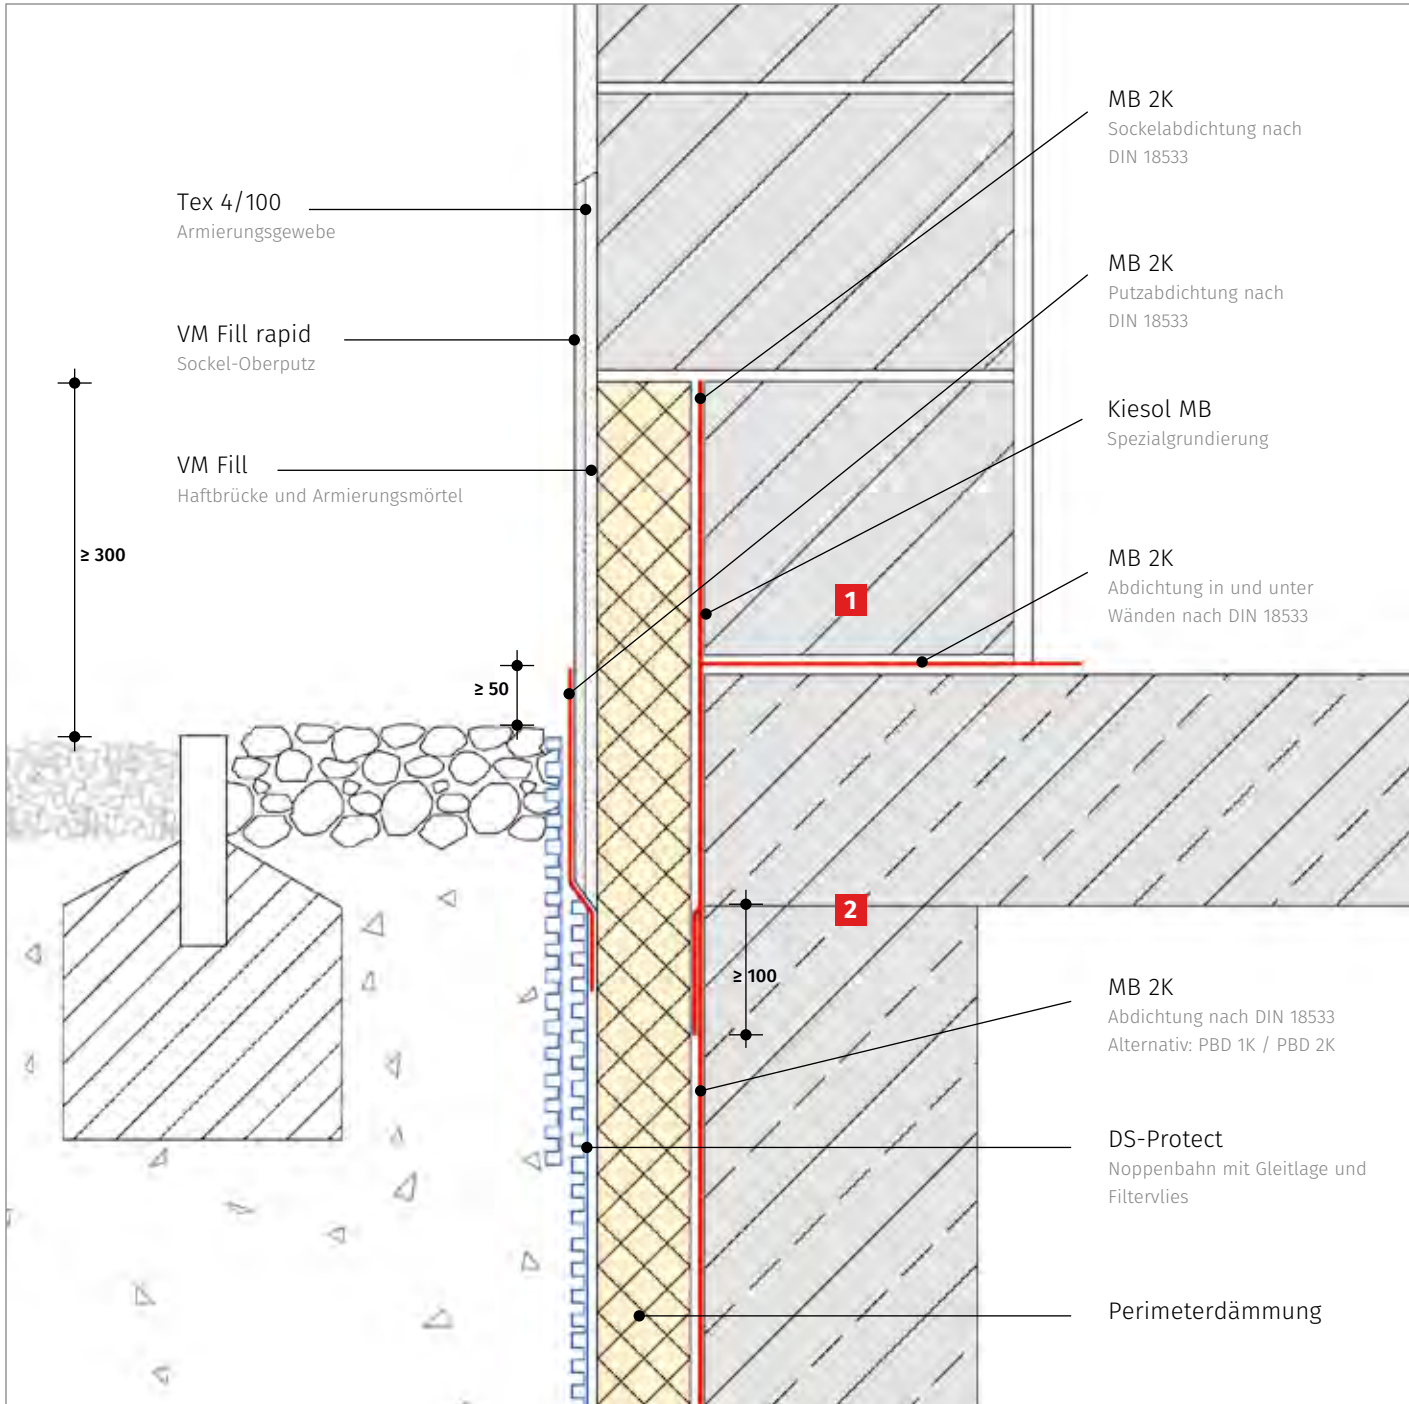 Tex 4/100
Armierungsgewebe
VM Fill rapid
Sockel-Oberputz
VM Fill
Haftbrücke und Armierungsmörtel
≥ 300
≥ 50
≥ 100
1
2
MB 2K
Sockelabdichtung nach
DIN 18533
MB 2K
Putzabdichtung nach
DIN 18533
Kiesol MB
Spezialgrundierung
MB 2K
Abdichtung in und unter
Wänden nach DIN 18533
MB 2K
Abdichtung nach DIN 18533
Alternativ: PBD 1K / PBD 2K
DS-Protect
Noppenbahn mit Gleitlage und
Filtervlies
Perimeterdämmung